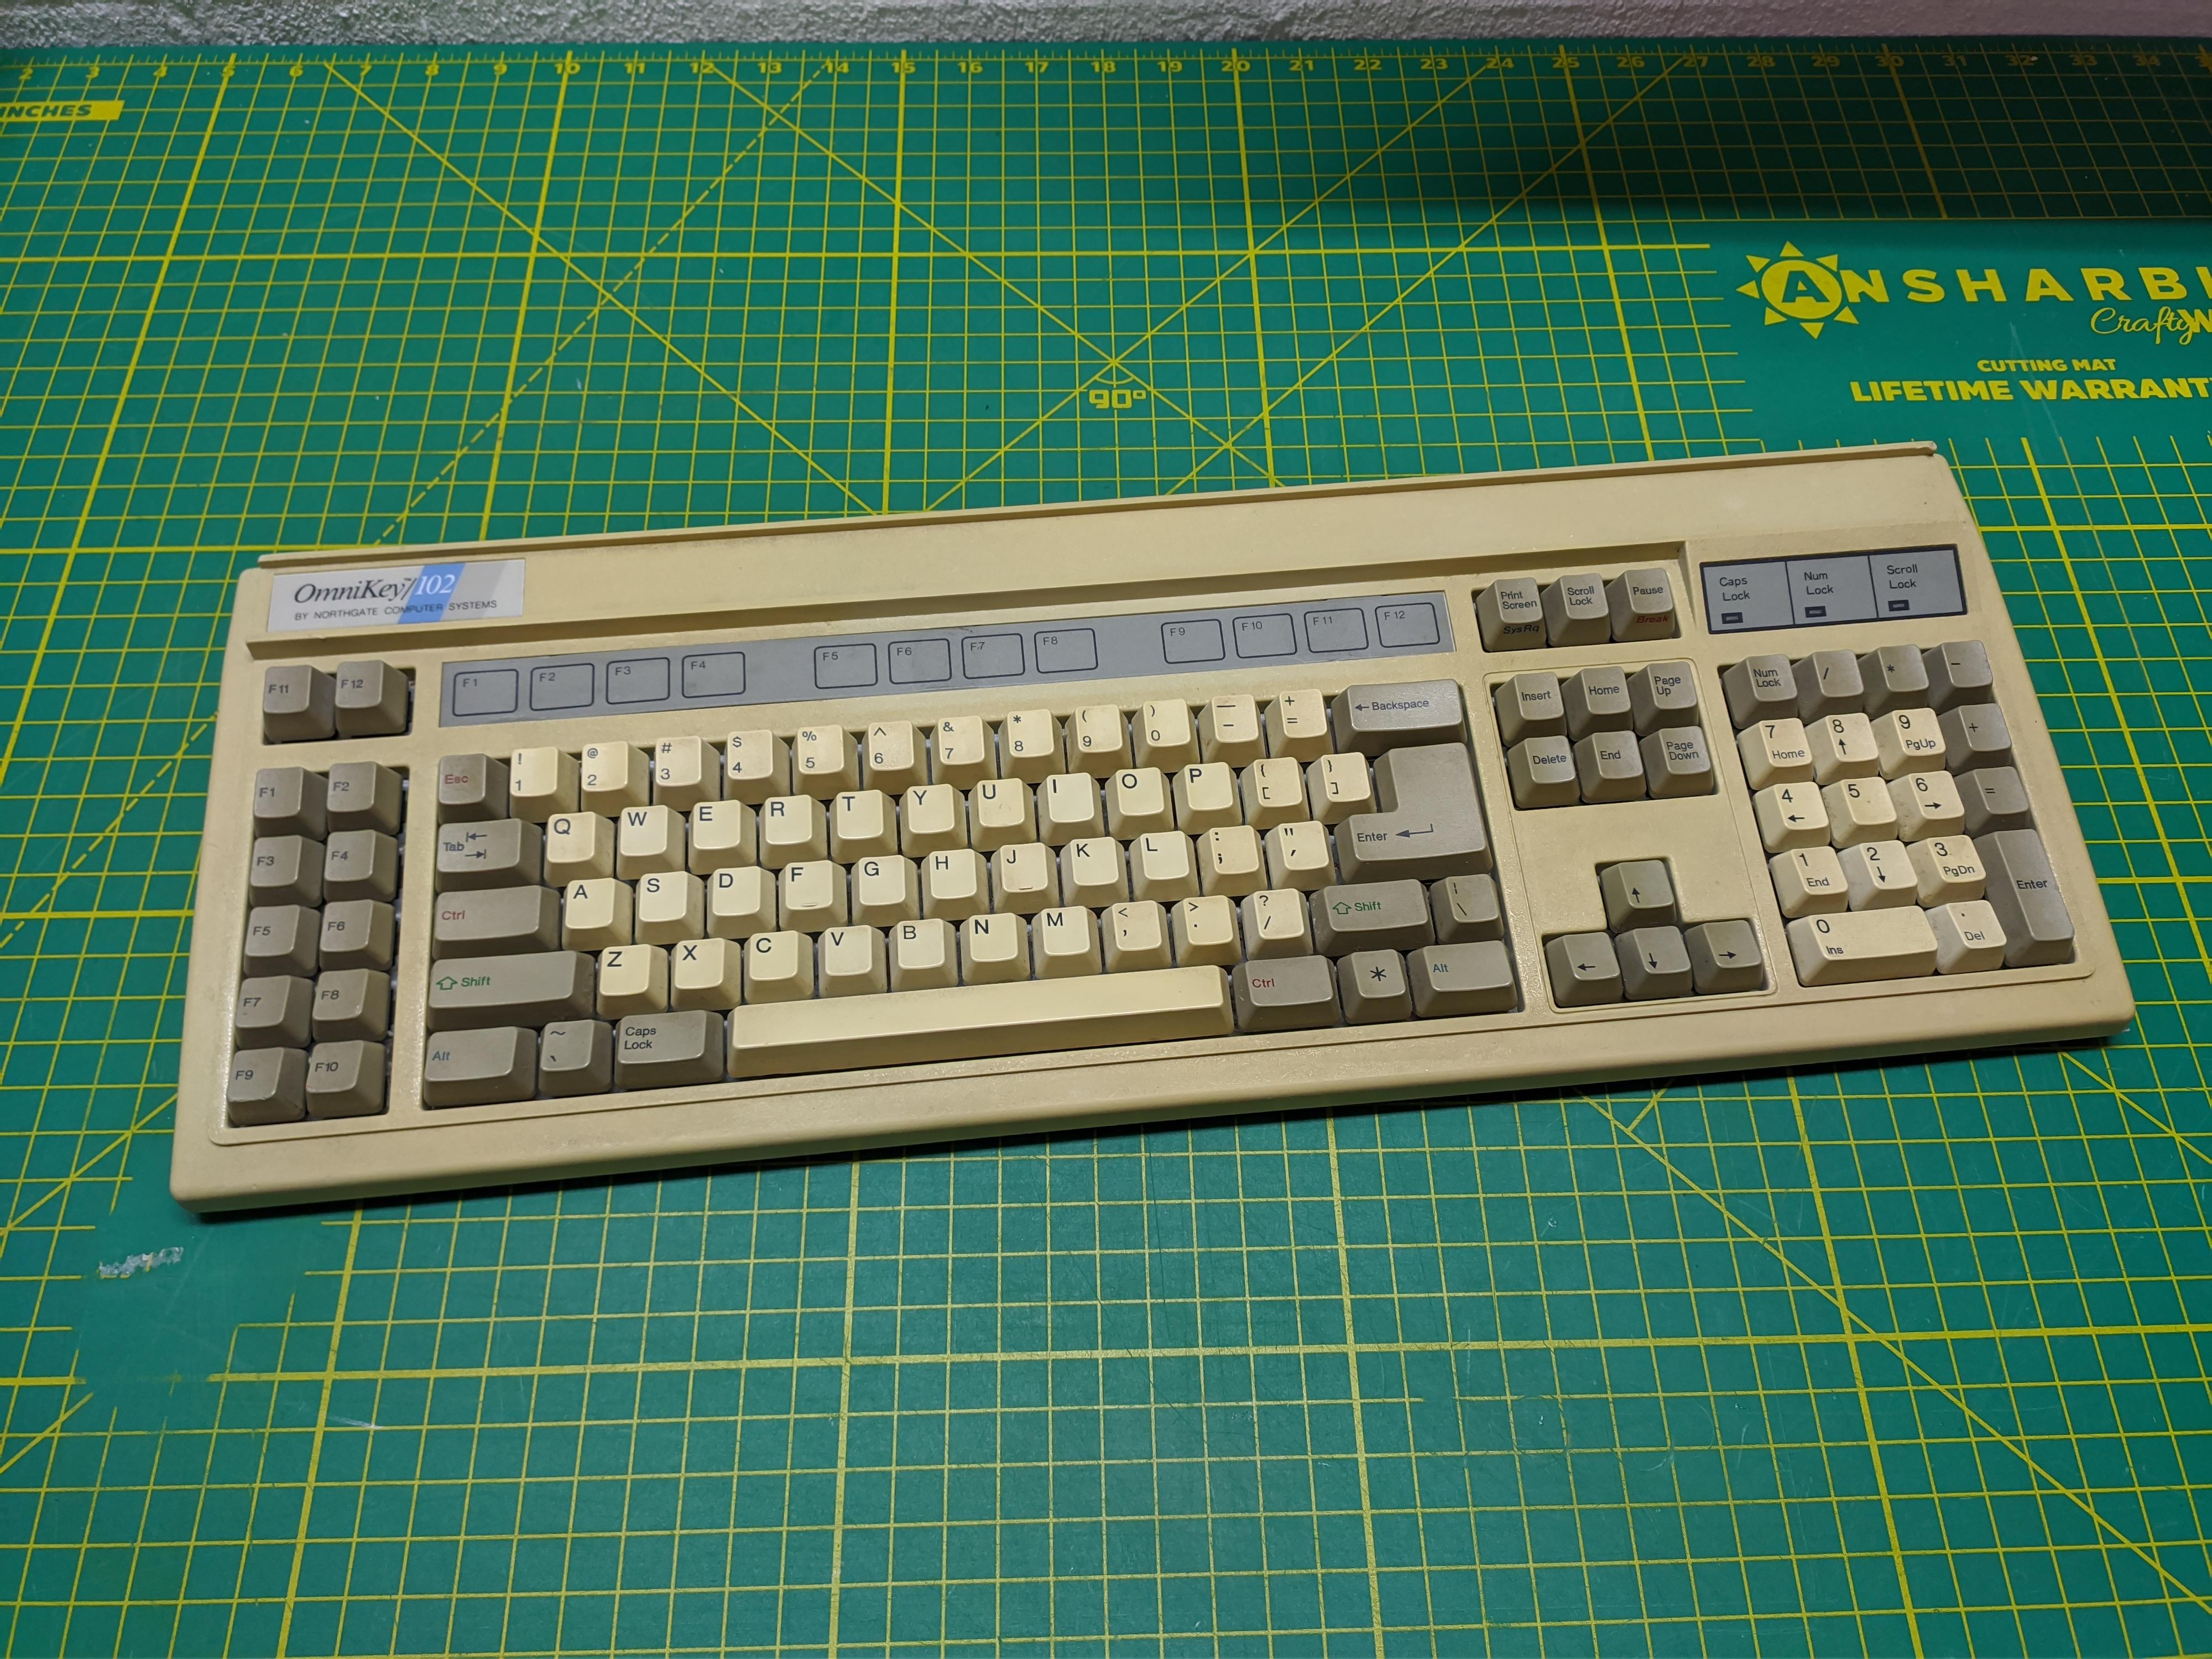 2 3 4 5 6 7 8 9 10 11 12 13 14 15 16 17 18 19 20 21 22 23 24 25 26 27 28 29 30 31 32 33 34
INCHES
ANSHARBI
Crafty W
CUTTING MAT
LIFETIME WARRANT
90°
OmniKey™/102
BY NORTHGATE COMPUTER SYSTEMS
F1 F2 F3 F4 F5 F6 F7 F8 F9 F10 F11 F12
Print Screen SysRq
Scroll Lock
Pause Break
Caps Lock
Num Lock
Scroll Lock
F11 F12
F1 F2
F3 F4
F5 F6
F7 F8
F9 F10
Esc ! 1 @ 2 # 3 $ 4 % 5 ^ 6 & 7 * 8 ( 9 ) 0 — - + = ← Backspace
Tab Q W E R T Y U I O P { [ } ] Enter
Ctrl A S D F G H J K L : ; " ' 
⇧ Shift Z X C V B N M < , > . ? / ⇧ Shift | \
Alt ~ ` Caps Lock Ctrl * Alt
Insert Home Page Up
Delete End Page Down
↑
← ↓ →
Num Lock / * -
7 Home 8 ↑ 9 PgUp +
4 ← 5 6 → =
1 End 2 ↓ 3 PgDn Enter
0 Ins . Del